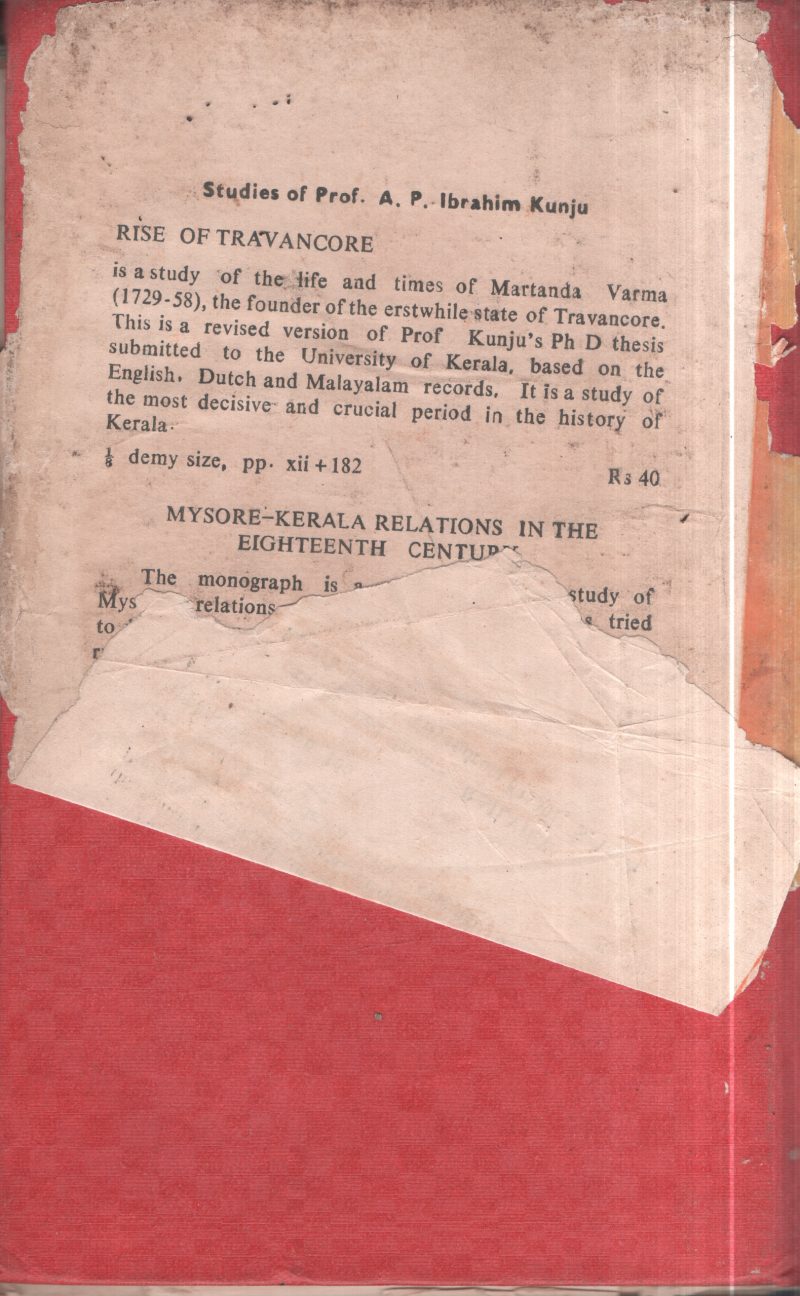 Studies of Prof. A. P. Ibrahim Kunju
RISE OF TRAVANCORE
is a study of the life and times of Martanda Varma
(1729-58), the founder of the erstwhile state of Travancore.
This is a revised version of Prof Kunju's Ph D thesis
submitted to the University of Kerala, based on the
English, Dutch and Malayalam records. It is a study of
the most decisive and crucial period in the history of
Kerala.
⅛ demy size, pp. xii + 182
Rs 40
MYSORE-KERALA RELATIONS IN THE
EIGHTEENTH CENTURY
The monograph is a study of
Mys relations tried
to